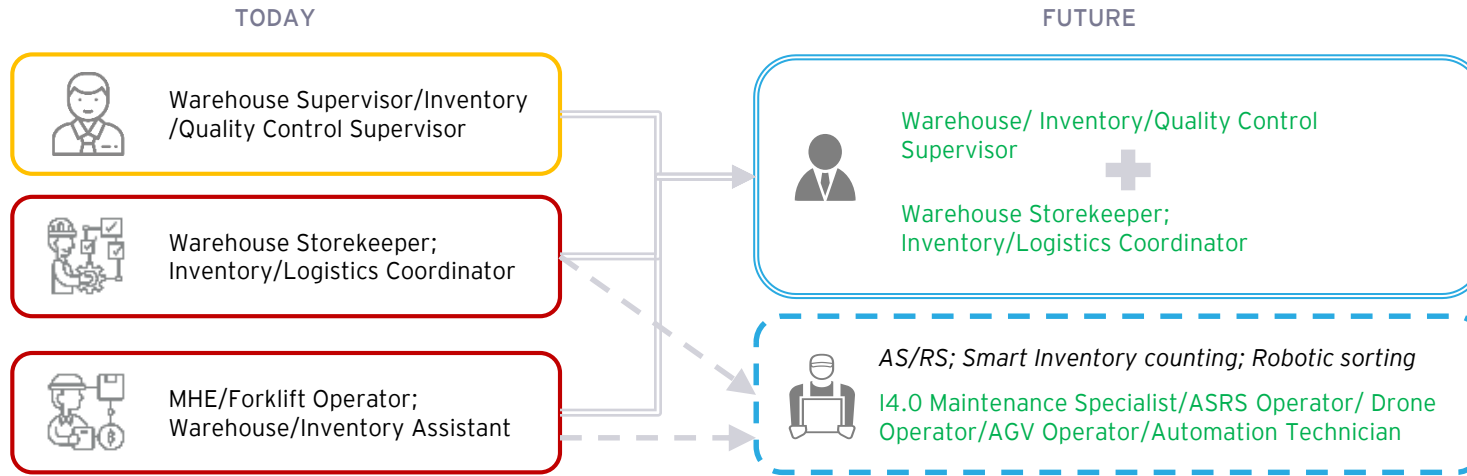 TODAY
FUTURE
Warehouse Supervisor/Inventory
/Quality Control Supervisor
Warehouse Storekeeper;
Inventory/Logistics Coordinator
MHE/Forklift Operator;
Warehouse/Inventory Assistant
Warehouse/ Inventory/Quality Control
Supervisor
Warehouse Storekeeper;
Inventory/Logistics Coordinator
AS/RS; Smart Inventory counting; Robotic sorting
I4.0 Maintenance Specialist/ASRS Operator/ Drone
Operator/AGV Operator/Automation Technician